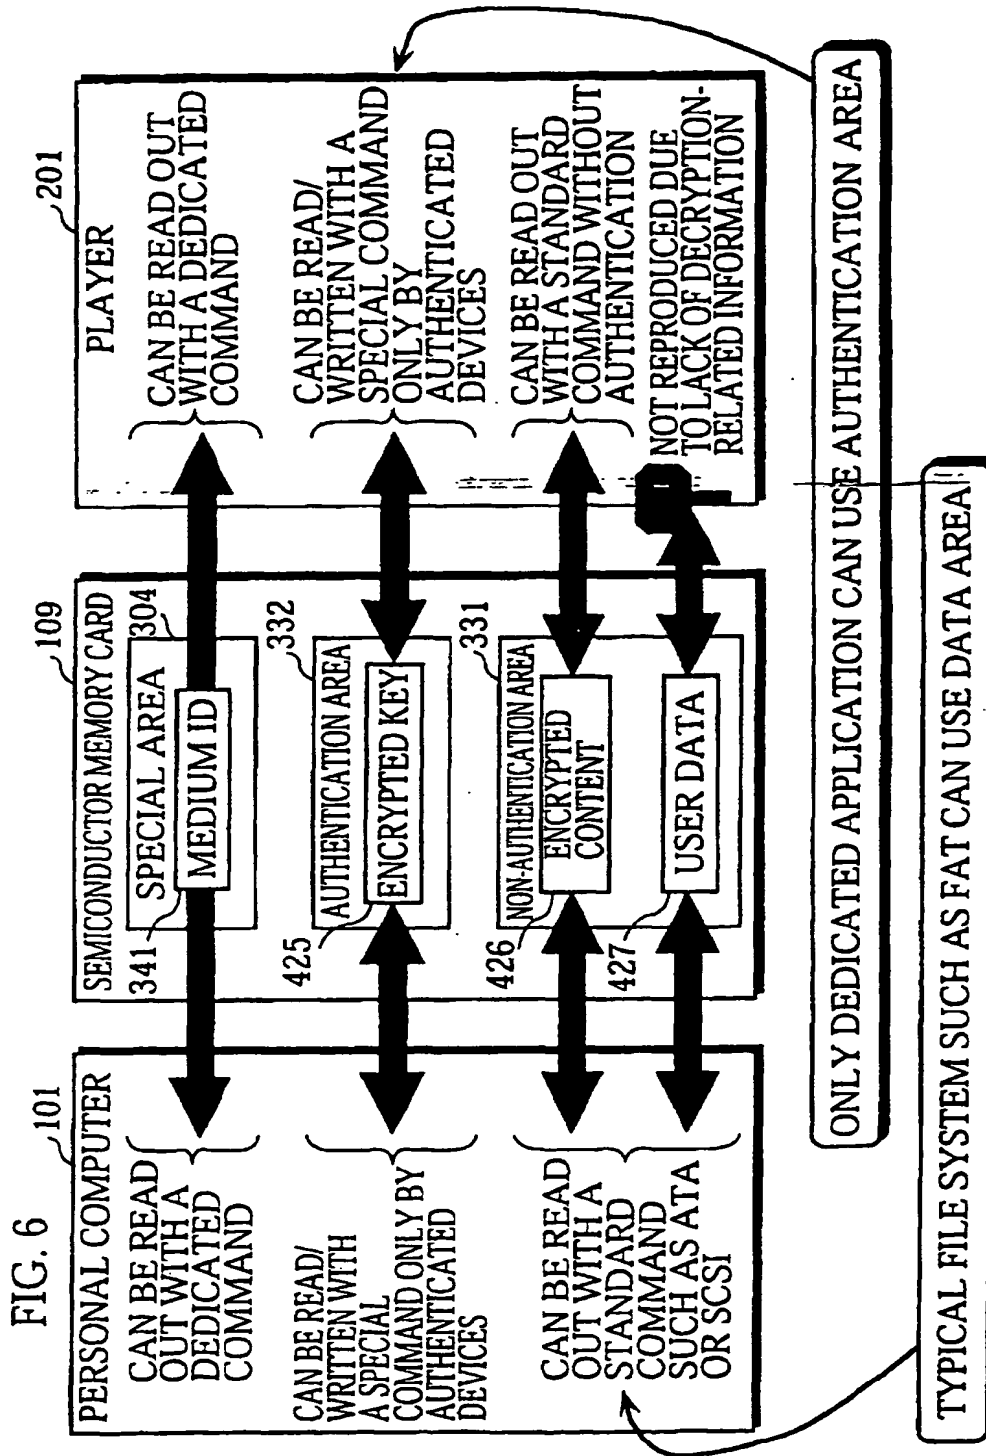 FIG. 6
PERSONAL COMPUTER
101
CAN BE READ
OUT WITH A
DEDICATED
COMMAND
CAN BE READ/
WRITTEN WITH
A SPECIAL
COMMAND ONLY BY
AUTHENTICATED
DEVICES
CAN BE READ
OUT WITH A
STANDARD
COMMAND
SUCH AS ATA
OR SCSI
SEMICONDUCTOR MEMORY CARD
109
341
SPECIAL AREA
304
MEDIUM ID
AUTHENTICATION AREA
332
425
ENCRYPTED KEY
NON-AUTHENTICATION AREA
331
426
ENCRYPTED
CONTENT
427
USER DATA
PLAYER
201
CAN BE READ OUT
WITH A DEDICATED
COMMAND
CAN BE READ/
WRITTEN WITH A
SPECIAL COMMAND
ONLY BY
AUTHENTICATED
DEVICES
CAN BE READ OUT
WITH A STANDARD
COMMAND WITHOUT
AUTHENTICATION
NOT REPRODUCED DUE
TO LACK OF DECRYPTION-
RELATED INFORMATION
ONLY DEDICATED APPLICATION CAN USE AUTHENTICATION AREA
TYPICAL FILE SYSTEM SUCH AS FAT CAN USE DATA AREA